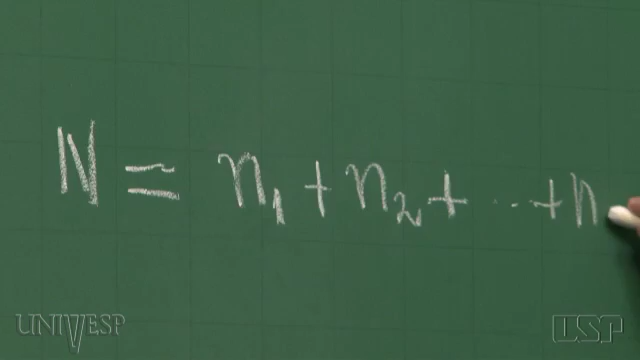 N = n₁ + n₂ + ... + n
UNIVESP
USP